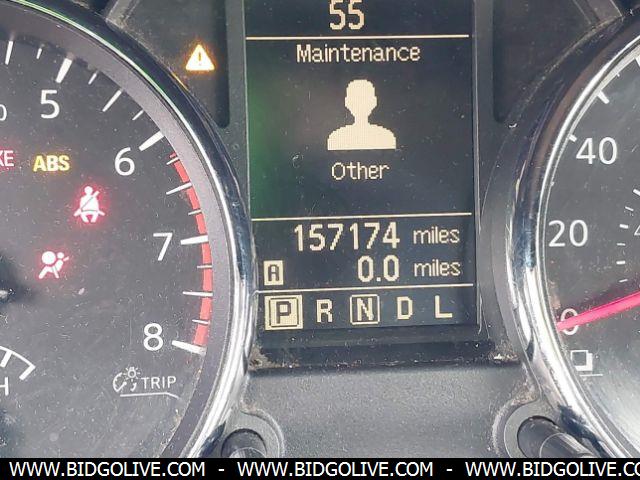 55
Maintenance
5
6
ABS
Other
40
157174 miles
7
20
A 0.0 miles
P R N D L
0
8
TRIP
H
WWW.BIDGOLIVE.COM - WWW.BIDGOLIVE.COM - WWW.BIDGOLIVE.COM